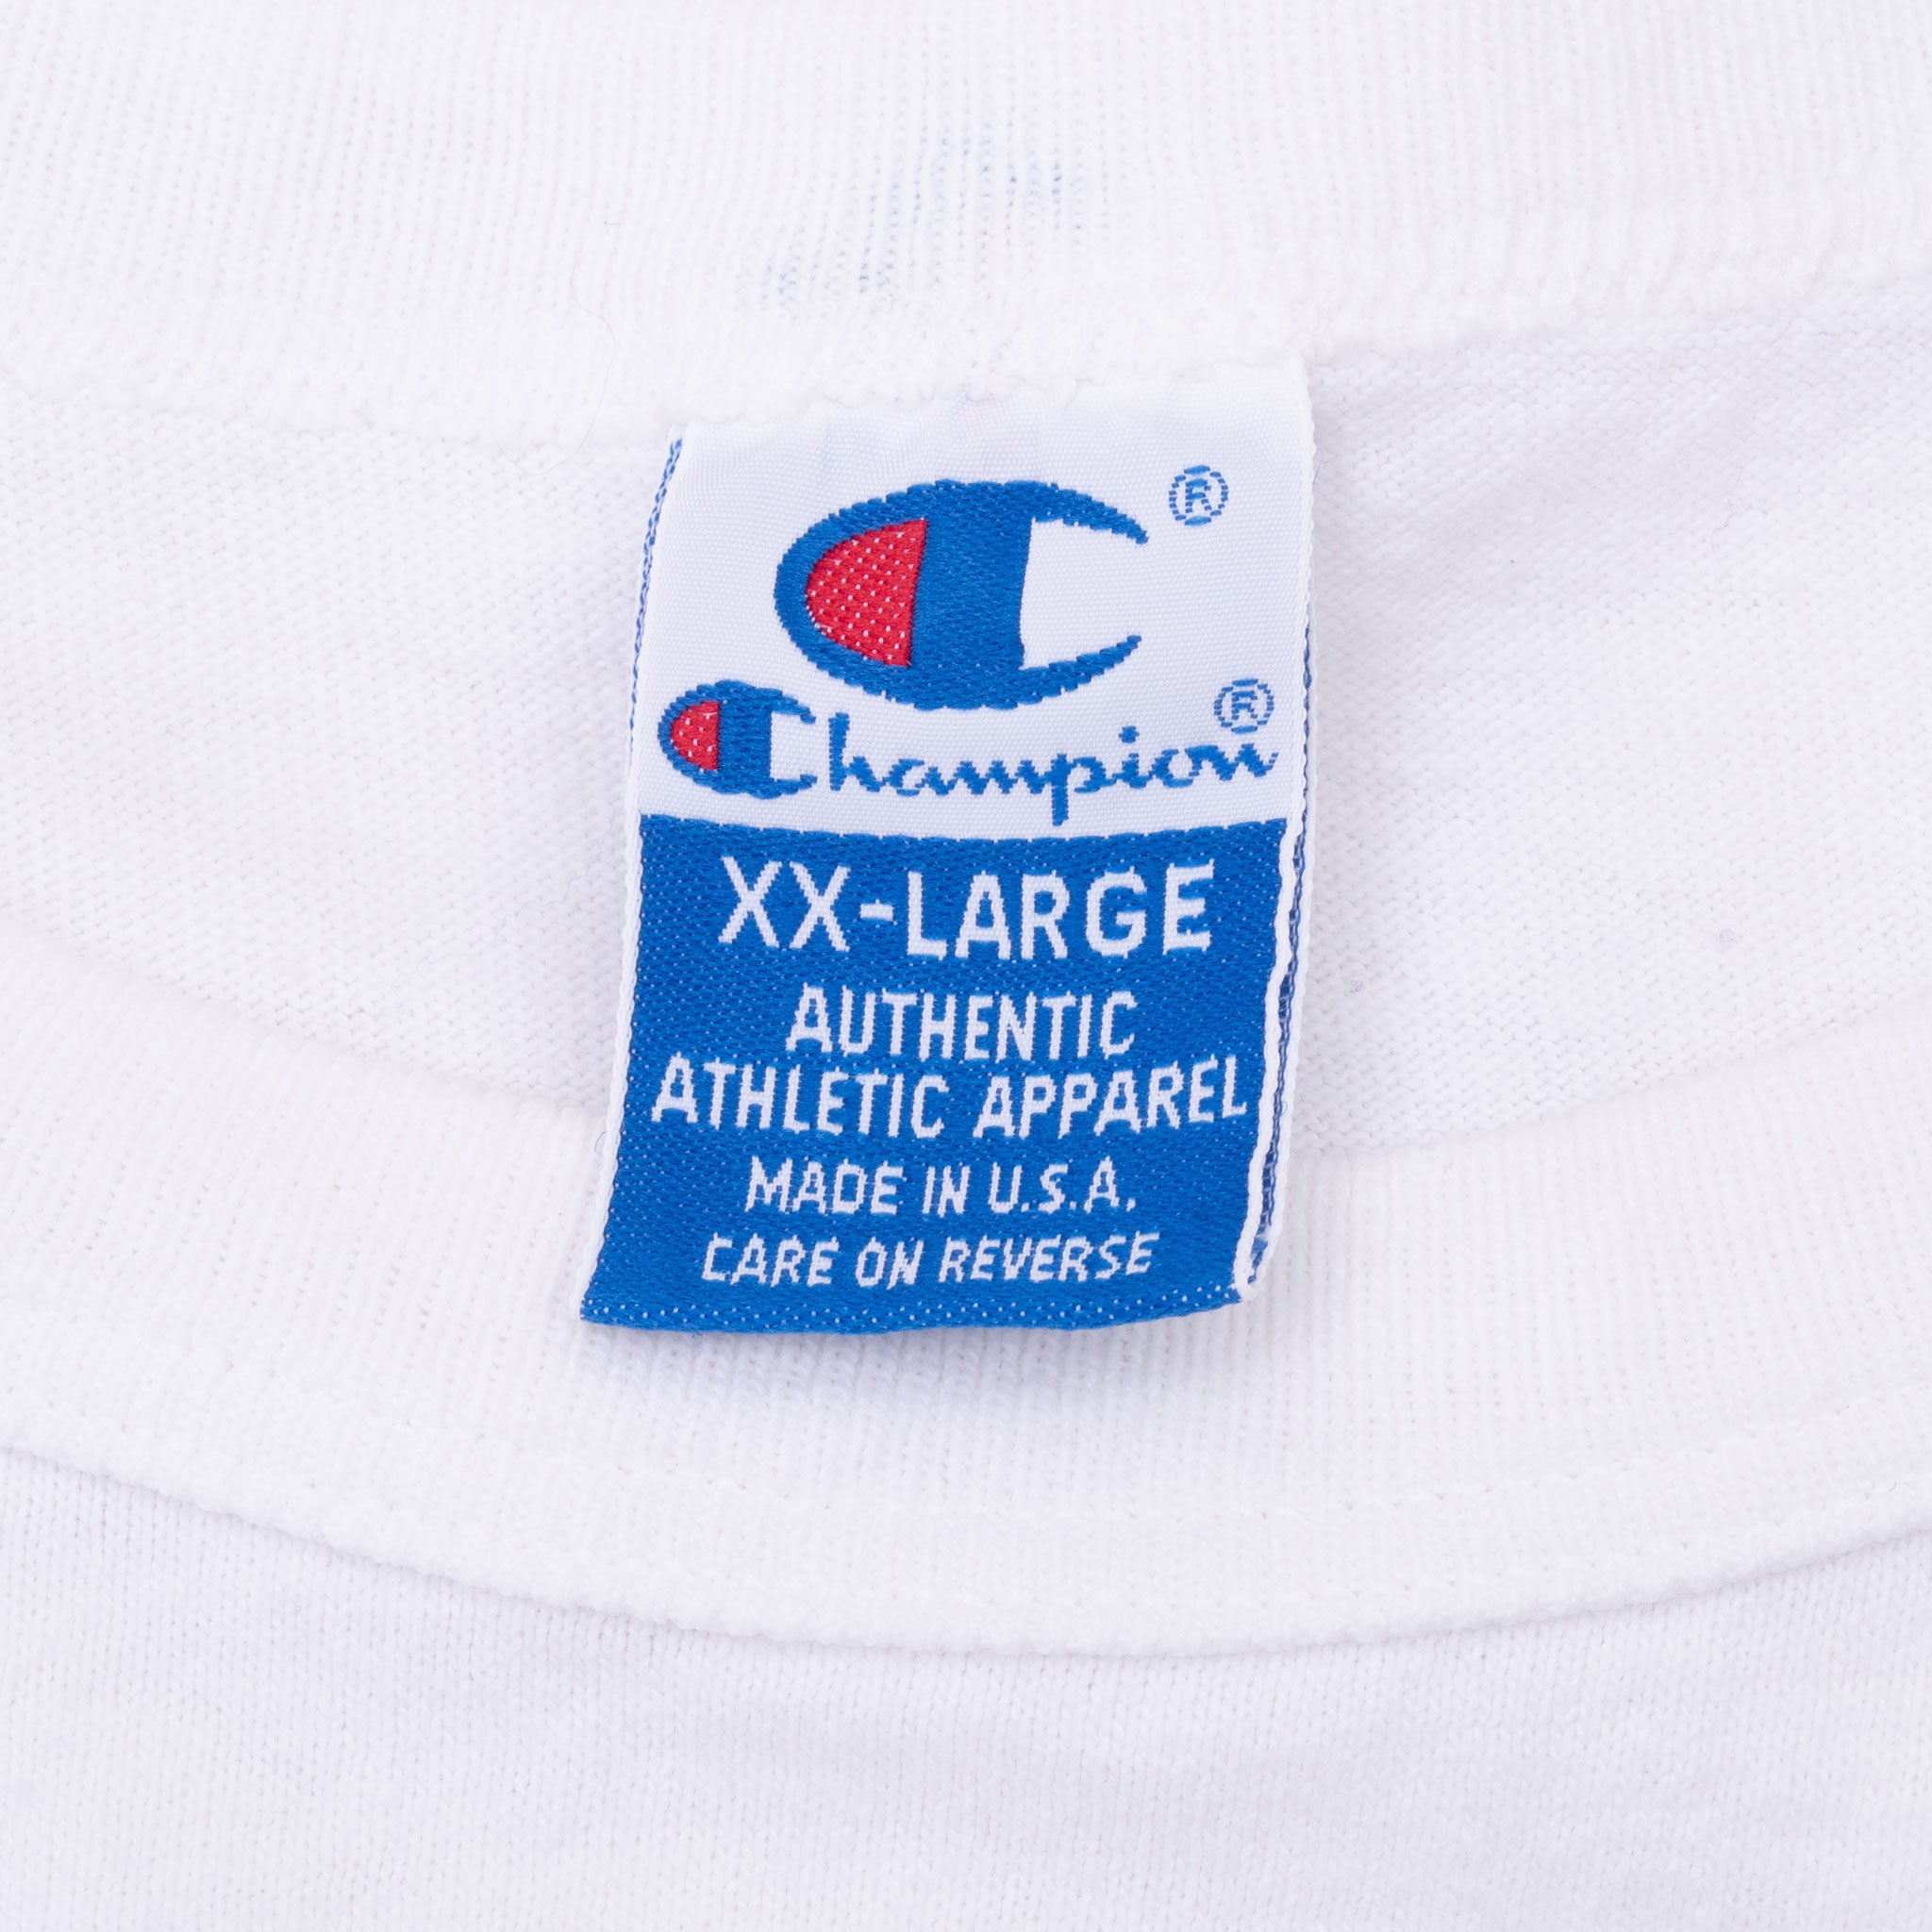 C ®
Champion ®
XX-LARGE
AUTHENTIC
ATHLETIC APPAREL
MADE IN U.S.A.
CARE ON REVERSE